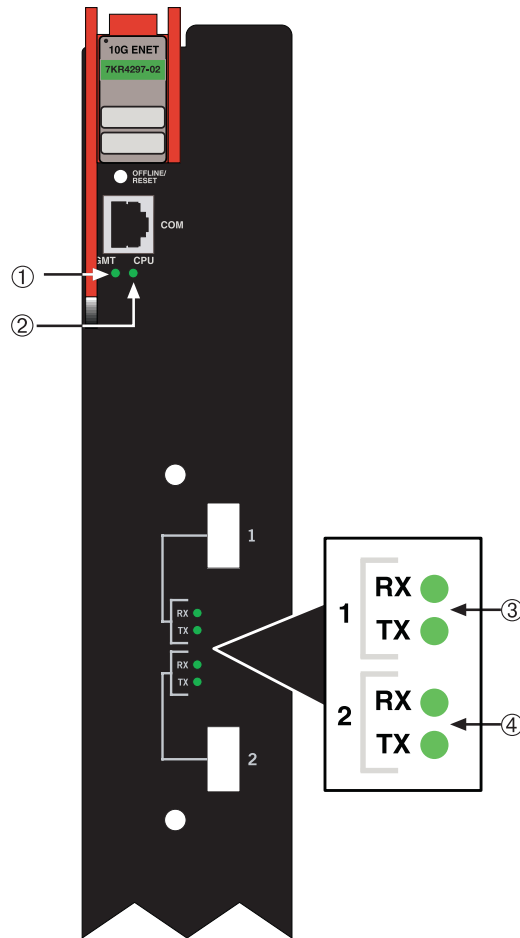 10G ENET
7KR4297-02
OFFLINE/
RESET
COM
GMT CPU
①
②
1
RX
TX
RX
TX
2
1
RX
TX
③
2
RX
TX
④